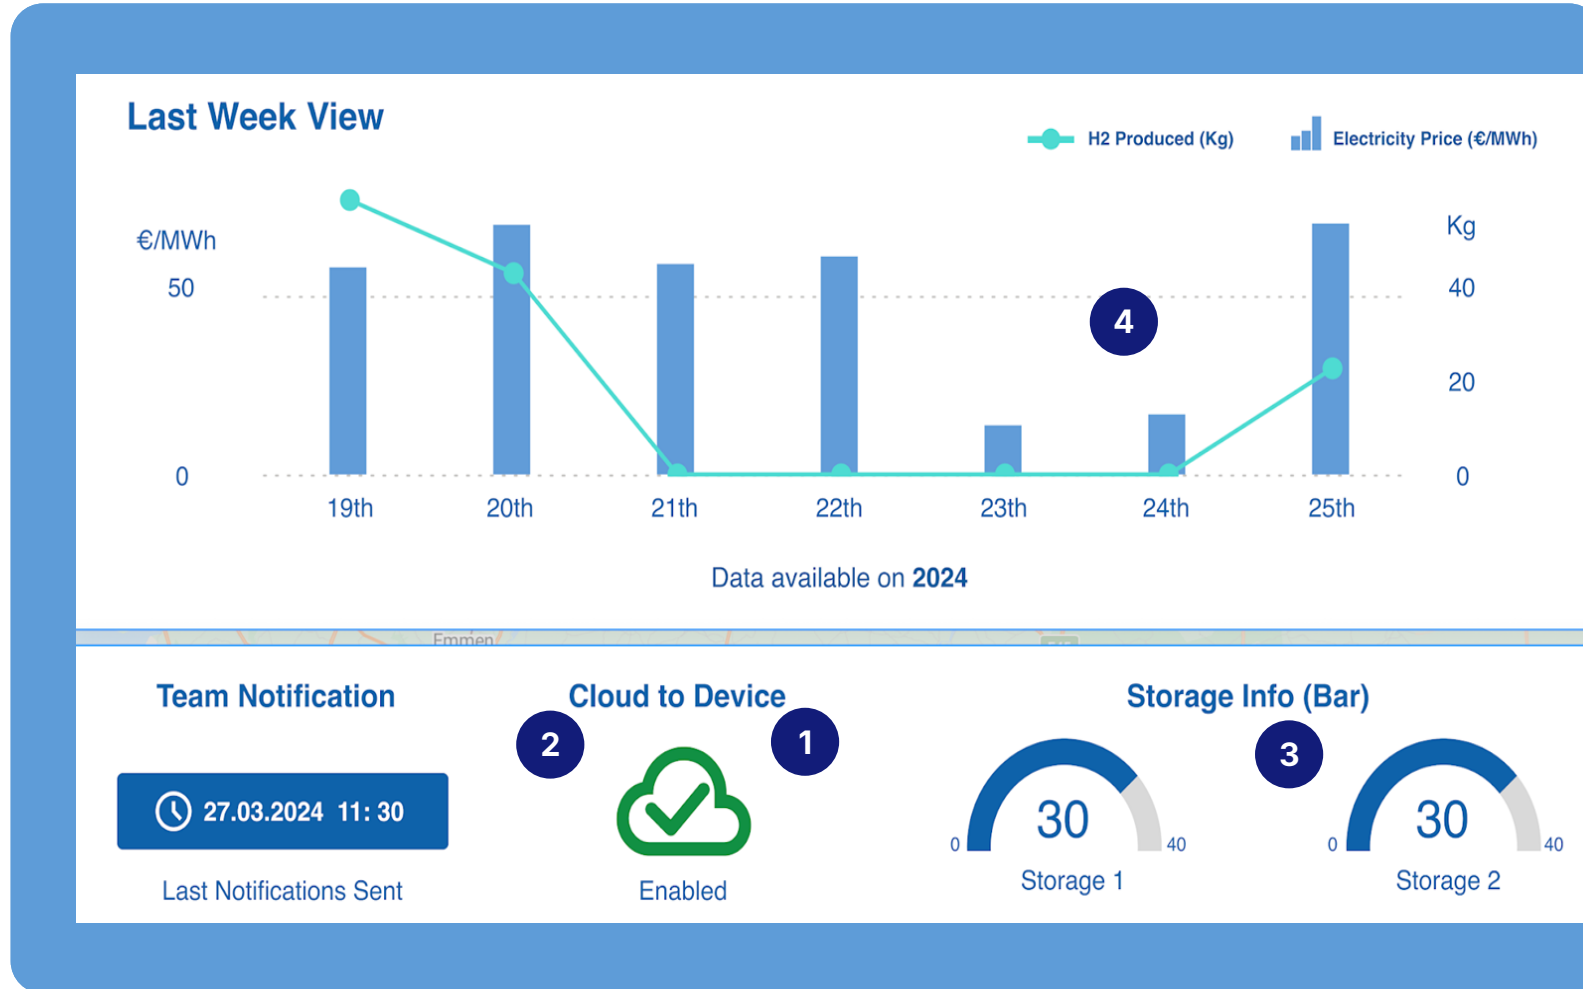 Last Week View
H2 Produced (Kg)
Electricity Price (€/MWh)
€/MWh
Kg
50
40
4
20
0
0
19th 20th 21th 22th 23th 24th 25th
Data available on 2024
Emmen
Team Notification
Cloud to Device
Storage Info (Bar)
2
1
3
27.03.2024 11: 30
30
30
0
40
0
40
Last Notifications Sent
Enabled
Storage 1
Storage 2